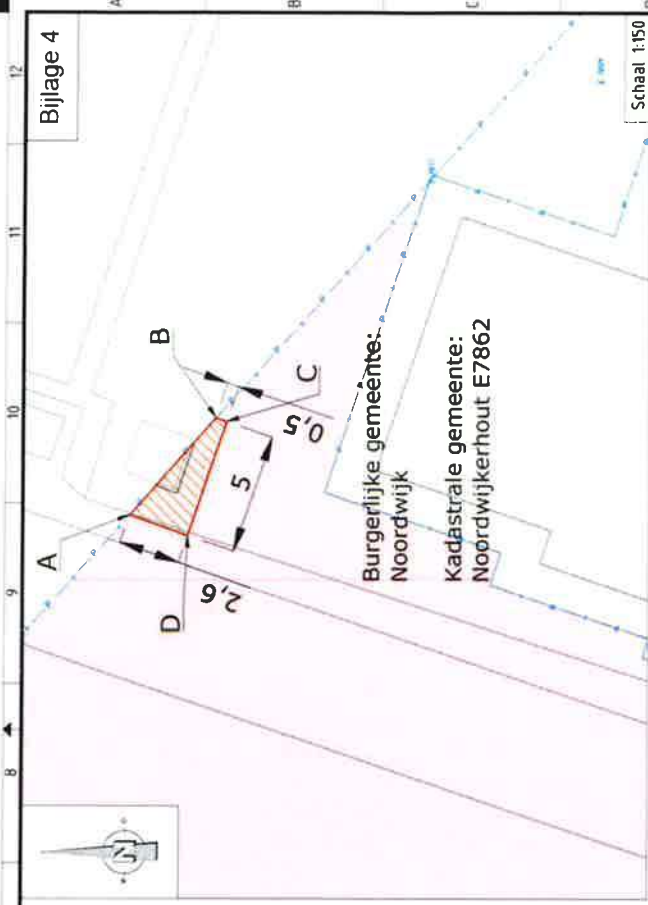 8
9
10
11
12
A
B
C
Bijlage 4
N
A
B
C
D
2,6
5
0,5
Burgerlijke gemeente:
Noordwijk
Kadastrale gemeente:
Noordwijkerhout E7862
Schaal 1:150